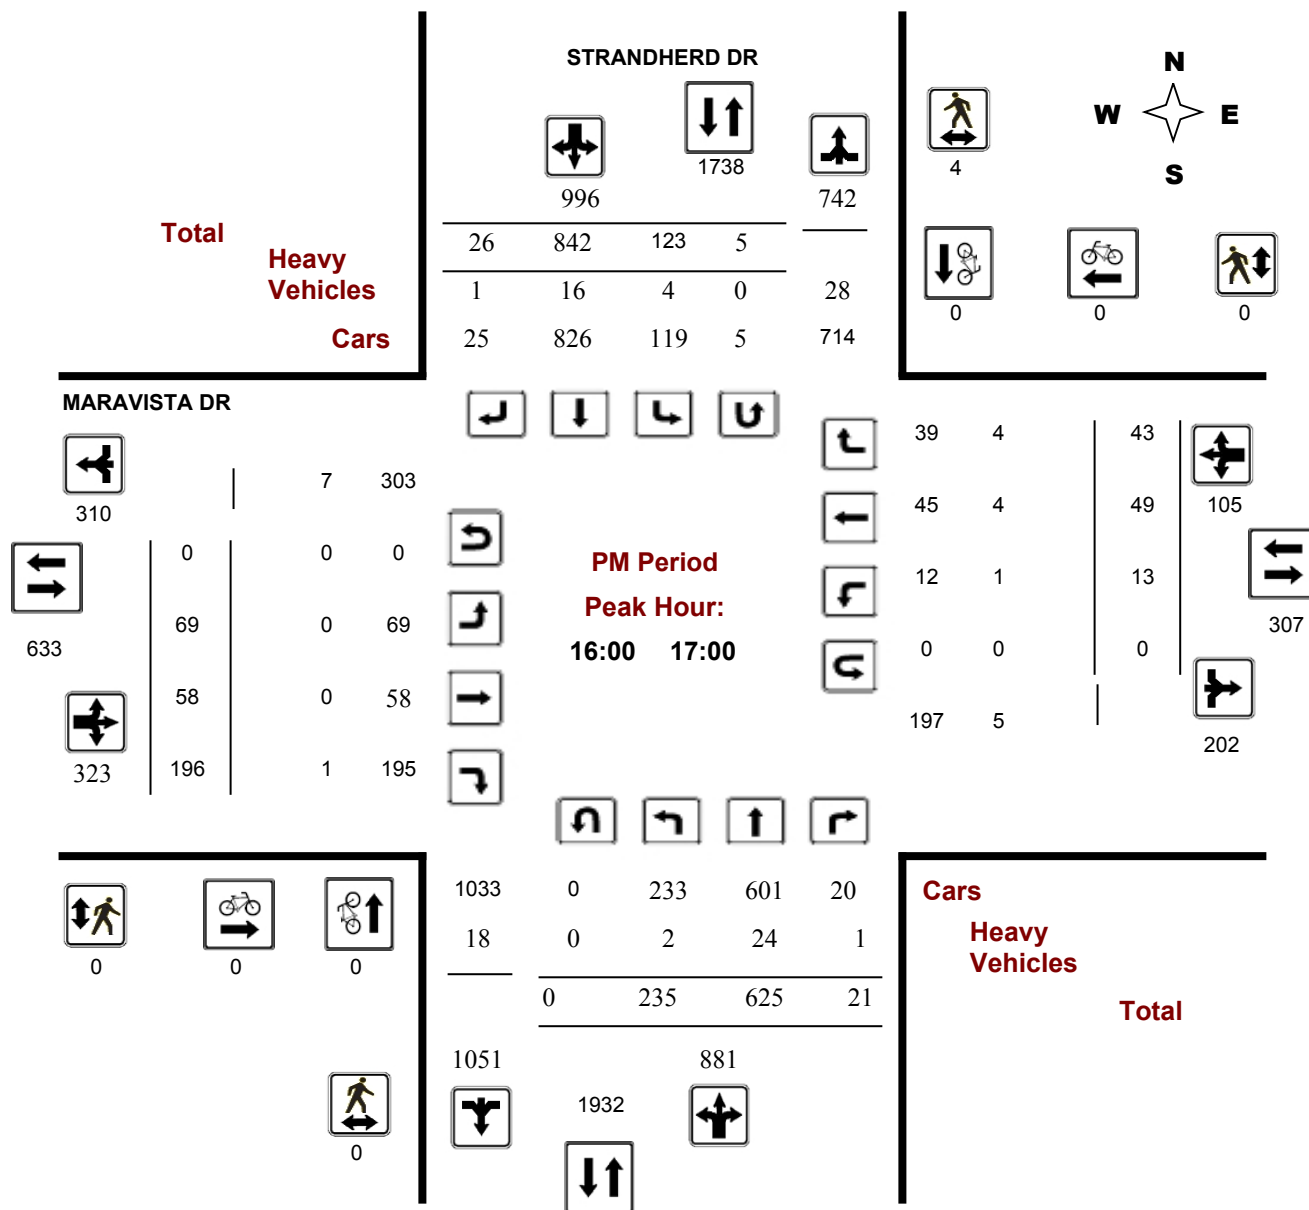 STRANDHERD DR
N
W E
S
1738
4
996 742
Total
26 842 123 5
Heavy
Vehicles
1 16 4 0 28
Cars
25 826 119 5 714
0 0 0
MARAVISTA DR
39 4 43
7 303
310
45 4 49 105
0 0 0
PM Period
12 1 13
Peak Hour:
69 0 69
307
633
16:00 17:00
0 0 0
58 0 58
197 5
202
323 196 1 195
1033 0 233 601 20
Cars
18 0 2 24 1
Heavy
Vehicles
0 0 0
0 235 625 21
Total
1051 881
1932
0